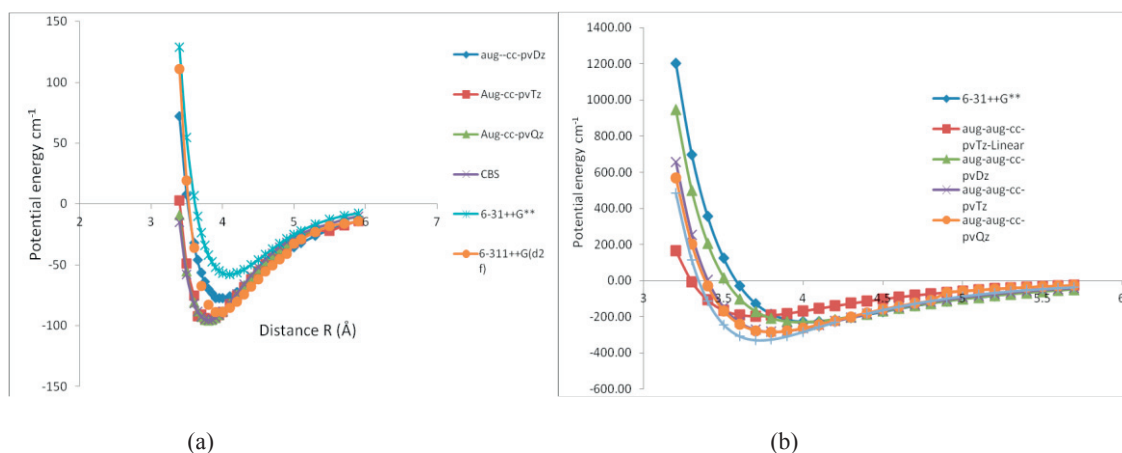 150
100
50
0
-50
-100
-150
2
3
4
5
6
7
Potential energy cm-1
Distance R (Å)
aug--cc-pvDz
Aug-cc-pvTz
Aug-cc-pvQz
CBS
6-31++G**
6-311++G(d2
f)
(a)
1400.00
1200.00
1000.00
800.00
600.00
400.00
200.00
0.00
-200.00
-400.00
-600.00
3
3.5
4
4.5
5
5.5
6
Potential energy cm-1
6-31++G**
aug-aug-cc-
pvTz-Linear
aug-aug-cc-
pvDz
aug-aug-cc-
pvTz
aug-aug-cc-
pvQz
(b)